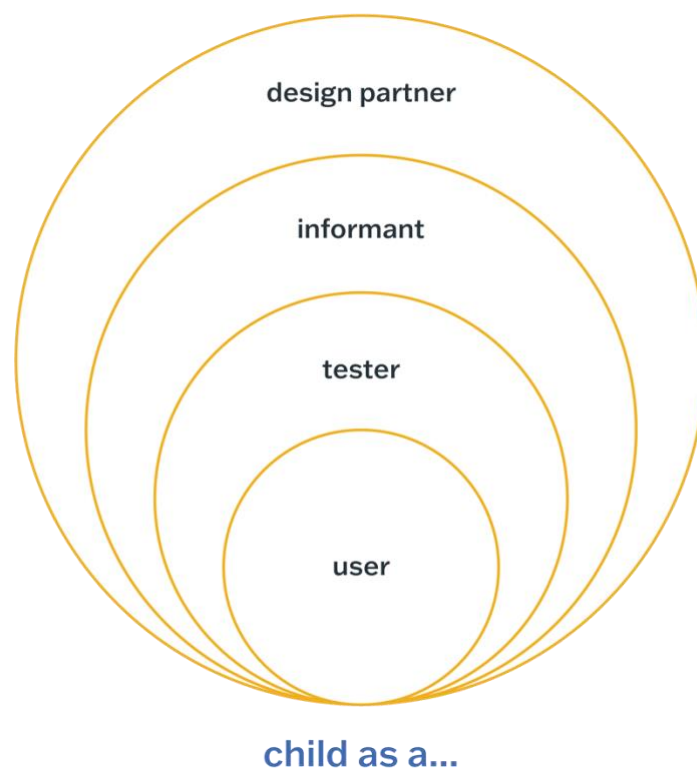 design partner
informant
tester
user
child as a...